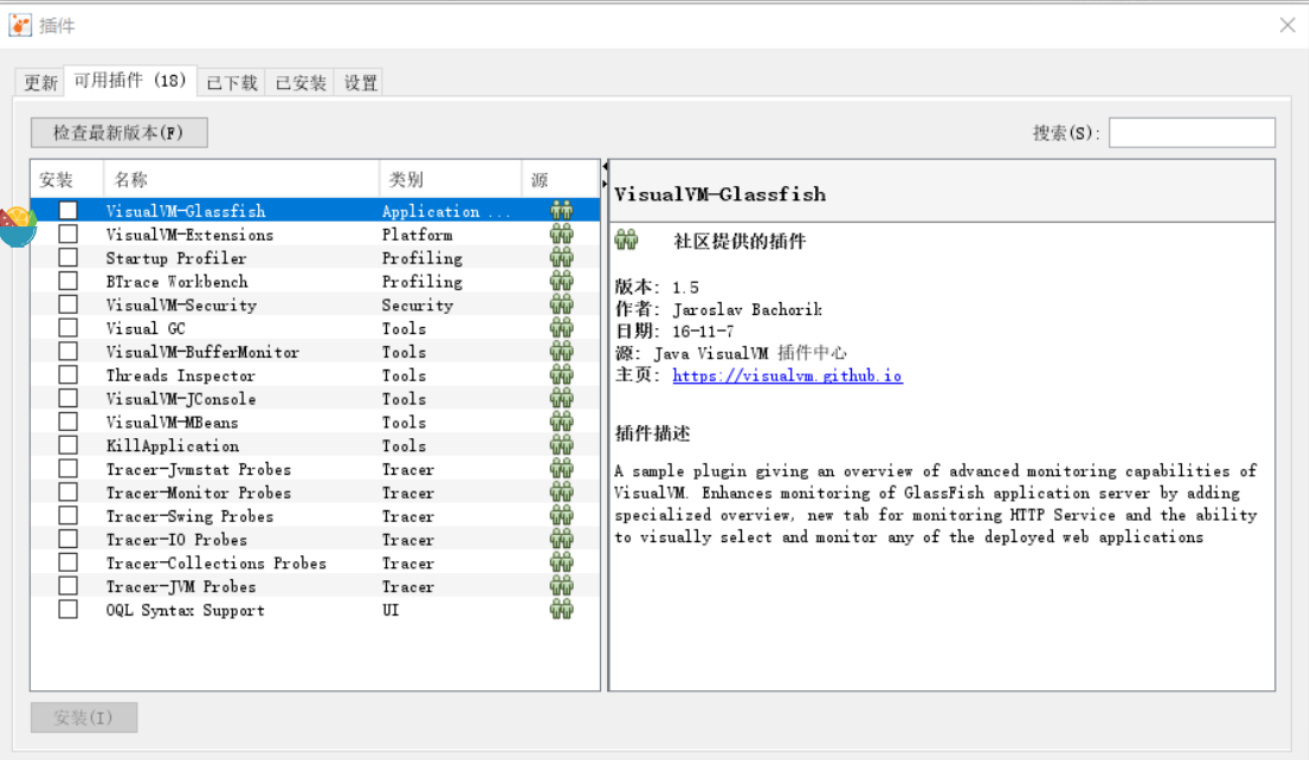 插件
更新 可用插件 (18) 已下载 已安装 设置
检查最新版本(F) 搜索(S):
安装 名称 类别 源
VisualVM-Glassfish Application ...
VisualVM-Extensions Platform
Startup Profiler Profiling
BTrace Workbench Profiling
VisualVM-Security Security
Visual GC Tools
VisualVM-BufferMonitor Tools
Threads Inspector Tools
VisualVM-JConsole Tools
VisualVM-MBeans Tools
KillApplication Tools
Tracer-Jvmstat Probes Tracer
Tracer-Monitor Probes Tracer
Tracer-Swing Probes Tracer
Tracer-IO Probes Tracer
Tracer-Collections Probes Tracer
Tracer-JVM Probes Tracer
OQL Syntax Support UI
VisualVM-Glassfish
社区提供的插件
版本: 1.5
作者: Jaroslav Bachorik
日期: 16-11-7
源: Java VisualVM 插件中心
主页: https://visualvm.github.io
插件描述
A sample plugin giving an overview of advanced monitoring capabilities of
VisualVM. Enhances monitoring of GlassFish application server by adding
specialized overview, new tab for monitoring HTTP Service and the ability
to visually select and monitor any of the deployed web applications
安装(I)